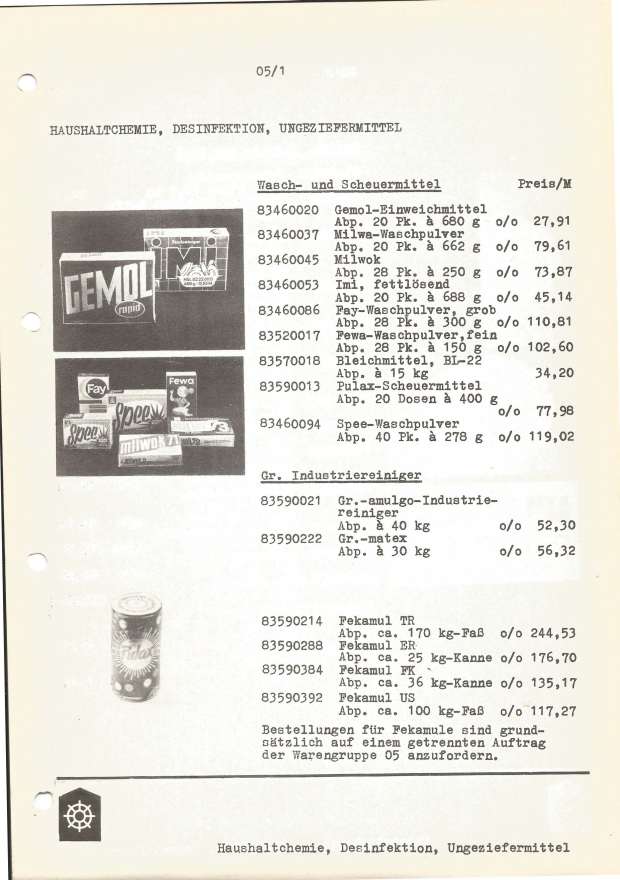 05/1
HAUSHALTCHEMIE, DESINFEKTION, UNGEZIEFERMITTEL
Wasch- und Scheuermittel Preis/M
83460020 Gemol-Einweichmittel
Abp. 20 Pk. à 680 g o/o 27,91
83460037 Milwa-Waschpulver
Abp. 20 Pk. à 662 g o/o 79,61
83460045 Milwok
Abp. 28 Pk. à 250 g o/o 73,87
83460053 Imi, fettlösend
Abp. 20 Pk. à 688 g o/o 45,14
83460086 Fay-Waschpulver, grob
Abp. 28 Pk. à 300 g o/o 110,81
83520017 Fewa-Waschpulver,fein
Abp. 28 Pk. à 150 g o/o 102,60
83570018 Bleichmittel, BL-22
Abp. à 15 kg 34,20
83590013 Pulax-Scheuermittel
Abp. 20 Dosen à 400 g
o/o 77,98
83460094 Spee-Waschpulver
Abp. 40 Pk. à 278 g o/o 119,02
GEMOL
rapid
Fay
Fewa
Spee
Spee
milwok 71
73
Gr. Industriereiniger
83590021 Gr.-amulgo-Industrie-
reiniger
Abp. à 40 kg o/o 52,30
83590222 Gr.-matex
Abp. à 30 kg o/o 56,32
83590214 Fekamul TR
Abp. ca. 170 kg-Faß o/o 244,53
83590288 Fekamul ER
Abp. ca. 25 kg-Kanne o/o 176,70
83590384 Fekamul FK
Abp. ca. 36 kg-Kanne o/o 135,17
83590392 Fekamul US
Abp. ca. 100 kg-Faß o/o 117,27
Bestellungen für Fekamule sind grund-
sätzlich auf einem getrennten Auftrag
der Warengruppe 05 anzufordern.
Haushaltchemie, Desinfektion, Ungeziefermittel